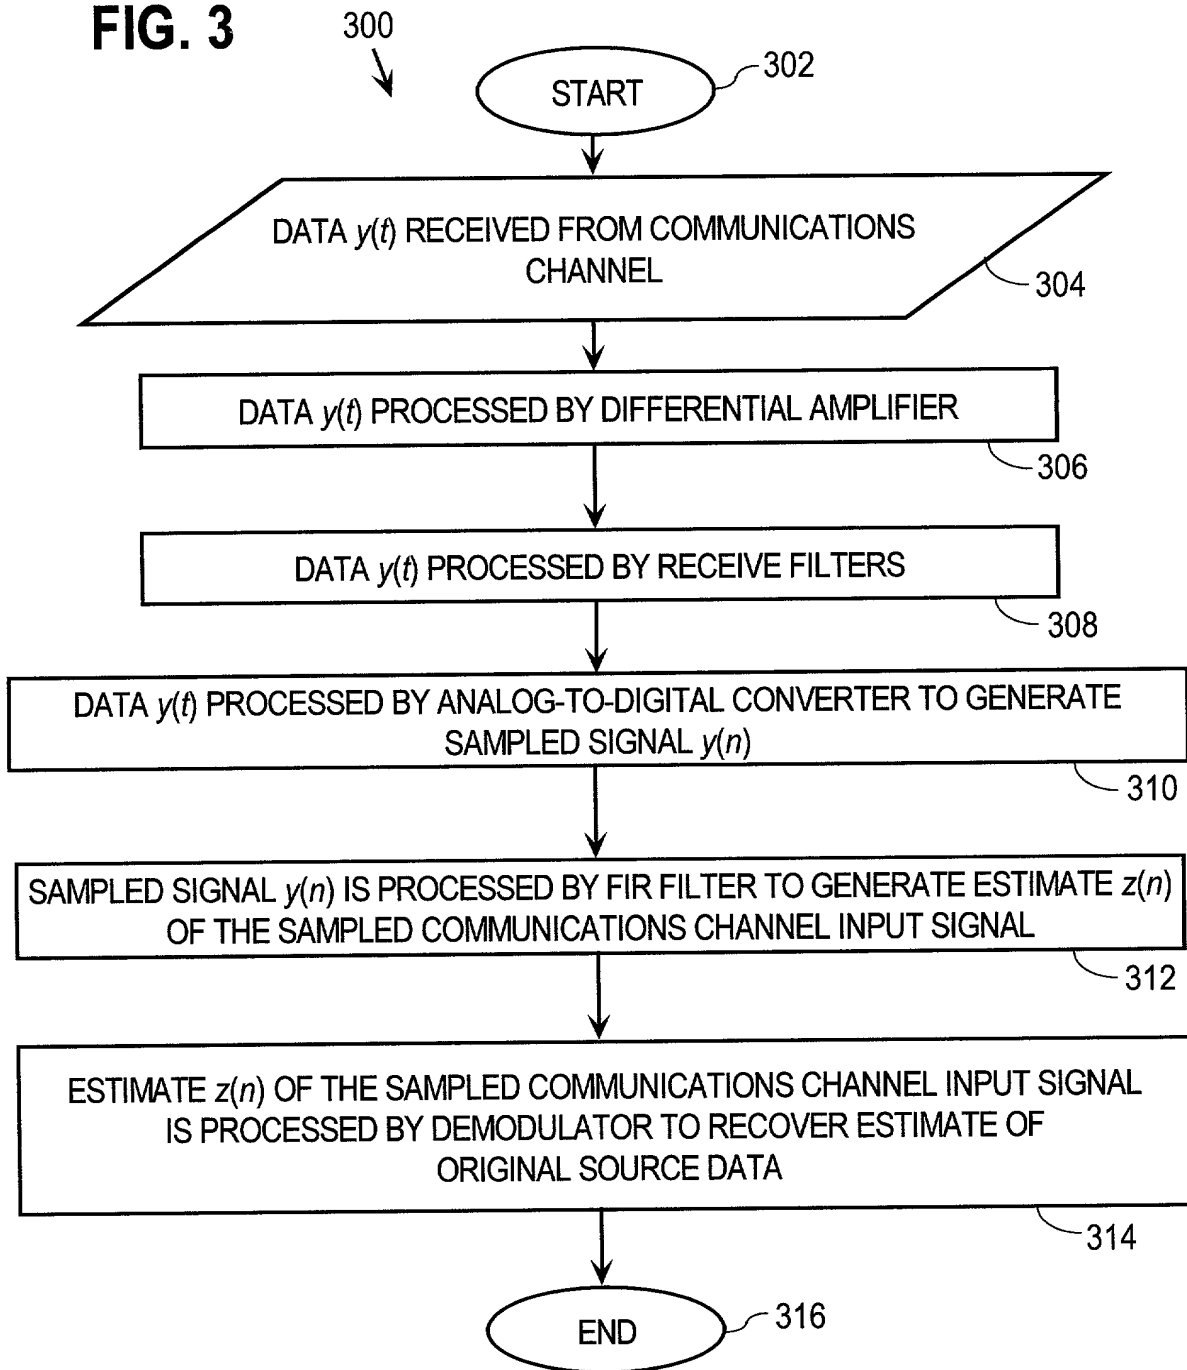 FIG. 3
300
START
302
DATA y(t) RECEIVED FROM COMMUNICATIONS
CHANNEL
304
DATA y(t) PROCESSED BY DIFFERENTIAL AMPLIFIER
306
DATA y(t) PROCESSED BY RECEIVE FILTERS
308
DATA y(t) PROCESSED BY ANALOG-TO-DIGITAL CONVERTER TO GENERATE
SAMPLED SIGNAL y(n)
310
SAMPLED SIGNAL y(n) IS PROCESSED BY FIR FILTER TO GENERATE ESTIMATE z(n)
OF THE SAMPLED COMMUNICATIONS CHANNEL INPUT SIGNAL
312
ESTIMATE z(n) OF THE SAMPLED COMMUNICATIONS CHANNEL INPUT SIGNAL
IS PROCESSED BY DEMODULATOR TO RECOVER ESTIMATE OF
ORIGINAL SOURCE DATA
314
END
316